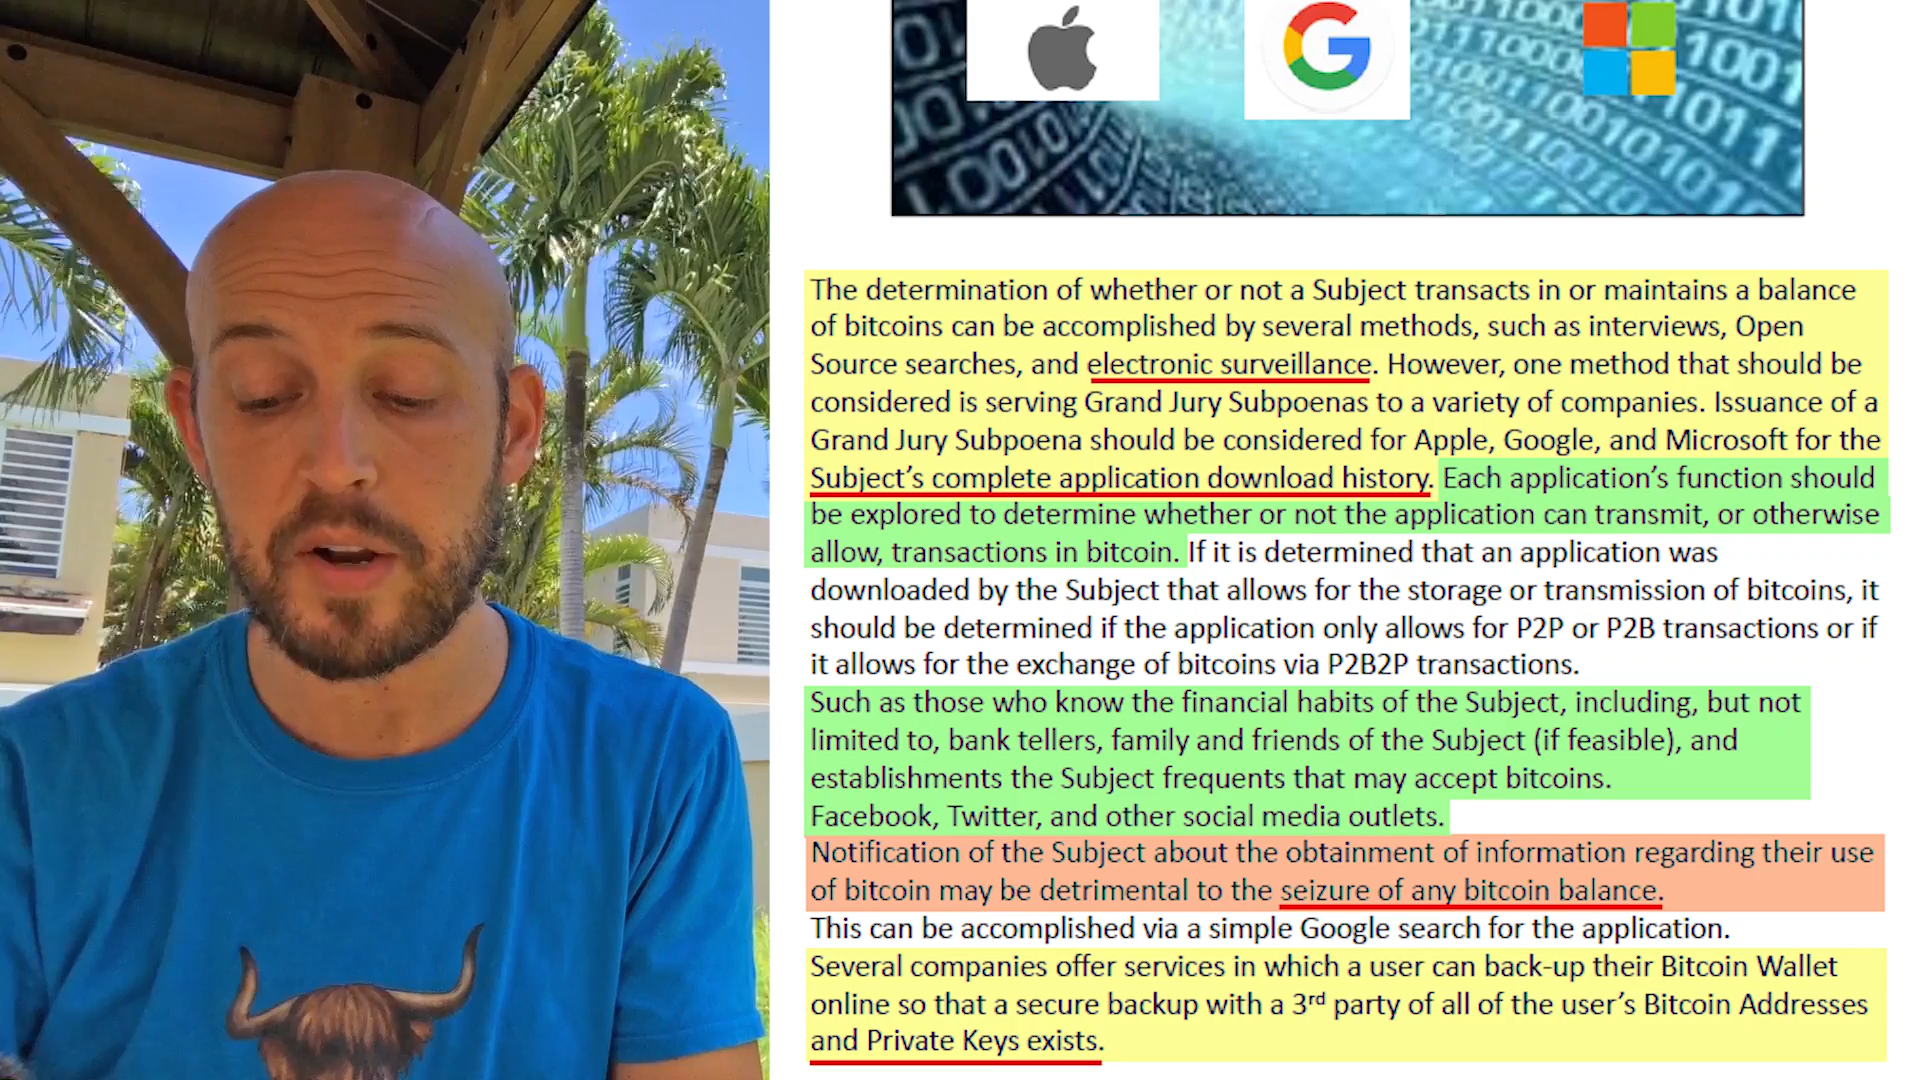 The determination of whether or not a Subject transacts in or maintains a balance
of bitcoins can be accomplished by several methods, such as interviews, Open
Source searches, and electronic surveillance. However, one method that should be
considered is serving Grand Jury Subpoenas to a variety of companies. Issuance of a
Grand Jury Subpoena should be considered for Apple, Google, and Microsoft for the
Subject's complete application download history. Each application's function should
be explored to determine whether or not the application can transmit, or otherwise
allow, transactions in bitcoin. If it is determined that an application was
downloaded by the Subject that allows for the storage or transmission of bitcoins, it
should be determined if the application only allows for P2P or P2B transactions or if
it allows for the exchange of bitcoins via P2B2P transactions.
Such as those who know the financial habits of the Subject, including, but not
limited to, bank tellers, family and friends of the Subject (if feasible), and
establishments the Subject frequents that may accept bitcoins.
Facebook, Twitter, and other social media outlets.
Notification of the Subject about the obtainment of information regarding their use
of bitcoin may be detrimental to the seizure of any bitcoin balance.
This can be accomplished via a simple Google search for the application.
Several companies offer services in which a user can back-up their Bitcoin Wallet
online so that a secure backup with a 3rd party of all of the user's Bitcoin Addresses
and Private Keys exists.